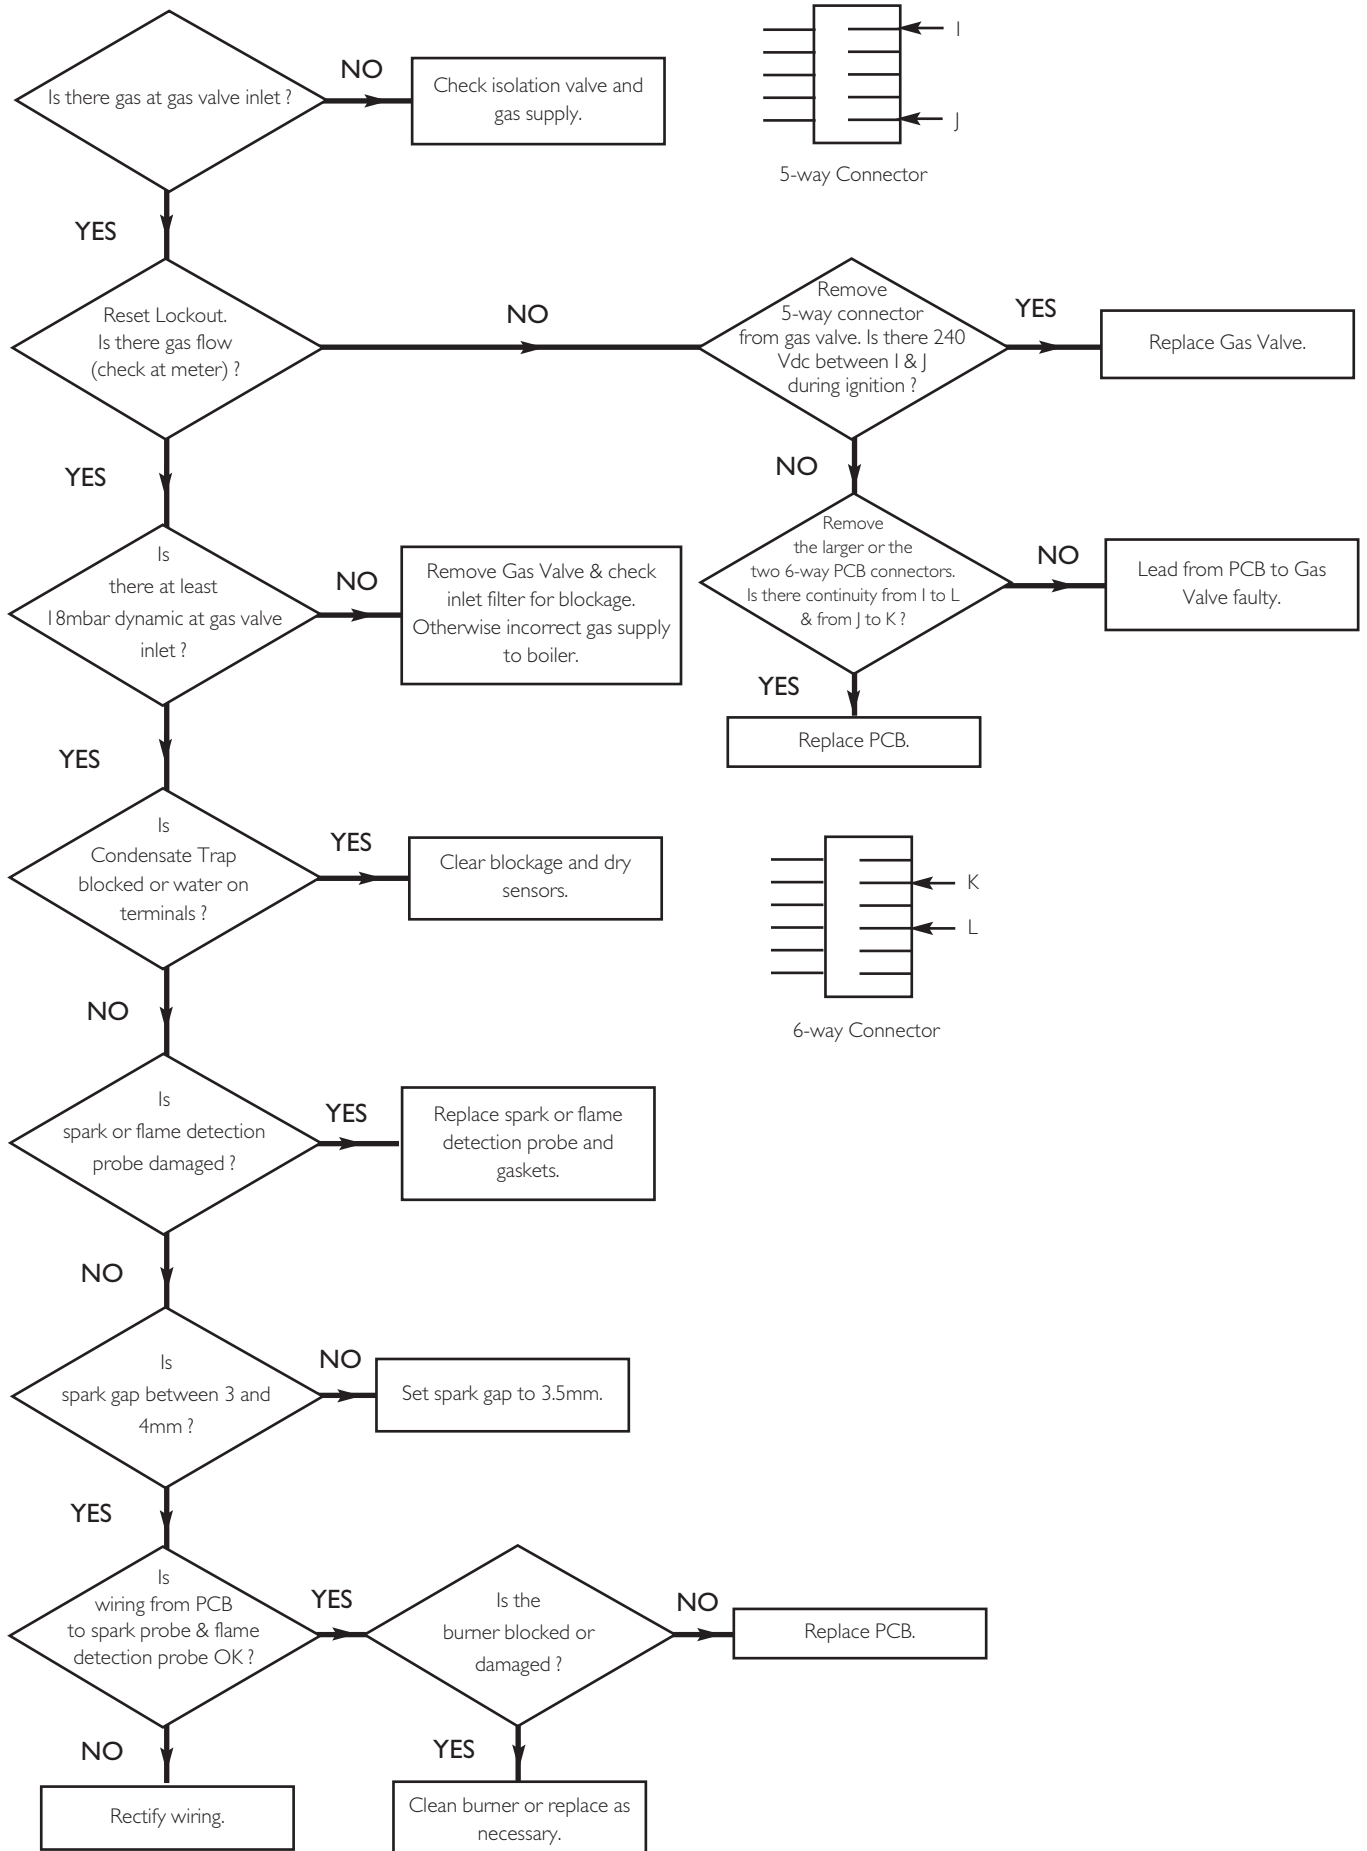 Is there gas at gas valve inlet ?
NO
Check isolation valve and
gas supply.
I
J
5-way Connector
YES
Reset Lockout.
Is there gas flow
(check at meter) ?
NO
Remove
5-way connector
from gas valve. Is there 240
Vdc between I & J
during ignition ?
YES
Replace Gas Valve.
YES
NO
Is
there at least
18mbar dynamic at gas valve
inlet ?
NO
Remove Gas Valve & check
inlet filter for blockage.
Otherwise incorrect gas supply
to boiler.
Remove
the larger or the
two 6-way PCB connectors.
Is there continuity from I to L
& from J to K ?
NO
Lead from PCB to Gas
Valve faulty.
YES
Replace PCB.
YES
Is
Condensate Trap
blocked or water on
terminals ?
YES
Clear blockage and dry
sensors.
K
L
6-way Connector
NO
Is
spark or flame detection
probe damaged ?
YES
Replace spark or flame
detection probe and
gaskets.
NO
Is
spark gap between 3 and
4mm ?
NO
Set spark gap to 3.5mm.
YES
Is
wiring from PCB
to spark probe & flame
detection probe OK ?
YES
Is the
burner blocked or
damaged ?
NO
Replace PCB.
NO
Rectify wiring.
YES
Clean burner or replace as
necessary.